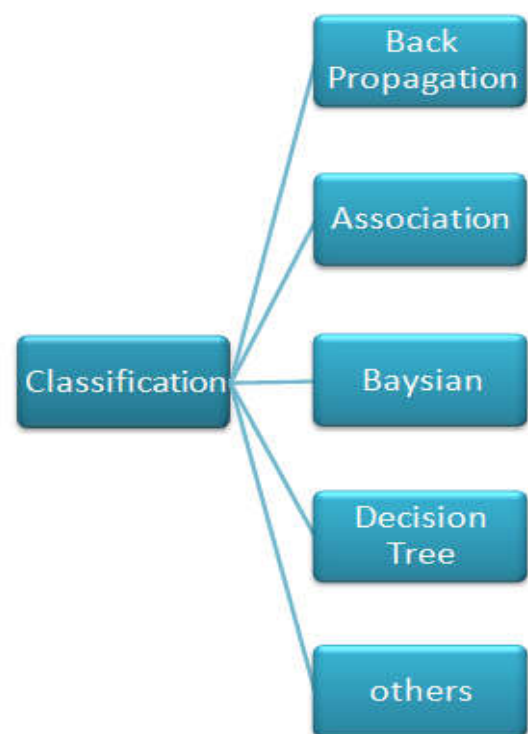 Back
Propagation
Association
Classification
Baysian
Decision
Tree
others